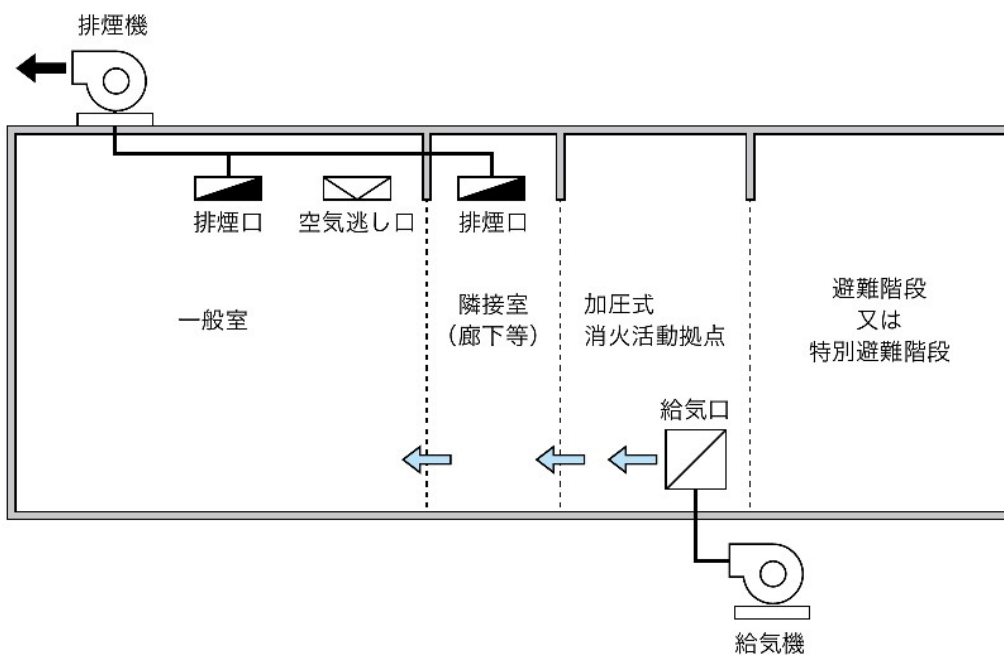 排煙機
排煙口
空気逃し口
排煙口
一般室
隣接室
(廊下等)
加圧式
消火活動拠点
避難階段
又は
特別避難階段
給気口
給気機